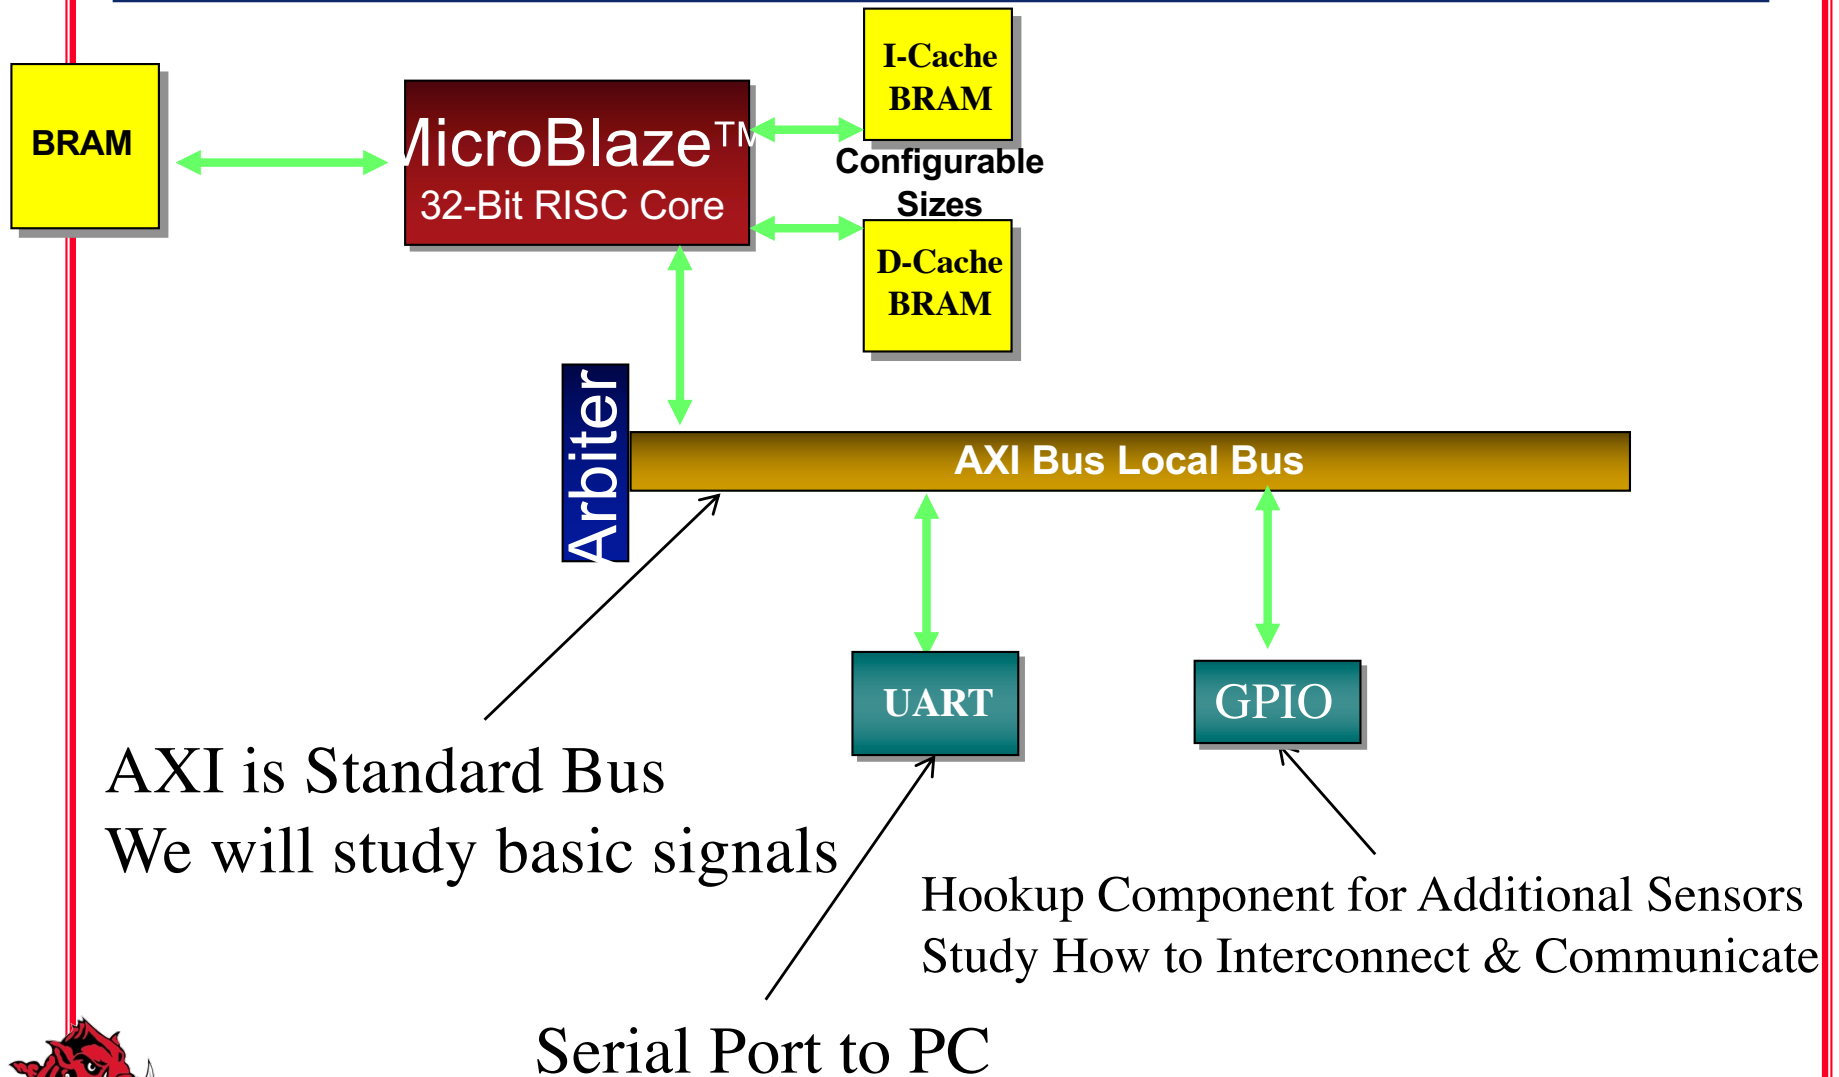 I-Cache
BRAM
BRAM
MicroBlaze™
32-Bit RISC Core
Configurable
Sizes
D-Cache
BRAM
Arbiter
AXI Bus Local Bus
UART
GPIO
AXI is Standard Bus
We will study basic signals
Hookup Component for Additional Sensors
Study How to Interconnect & Communicate
Serial Port to PC